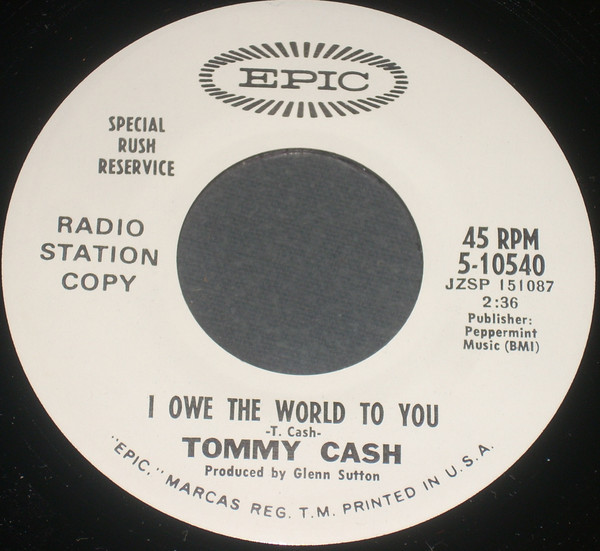 EPIC
SPECIAL
RUSH
RESERVICE
RADIO
STATION
COPY
45 RPM
5-10540
JZSP 151087
2:36
Publisher:
Peppermint
Music (BMI)
I OWE THE WORLD TO YOU
-T. Cash-
TOMMY CASH
Produced by Glenn Sutton
"EPIC," MARCAS REG. T.M. PRINTED IN U.S.A.